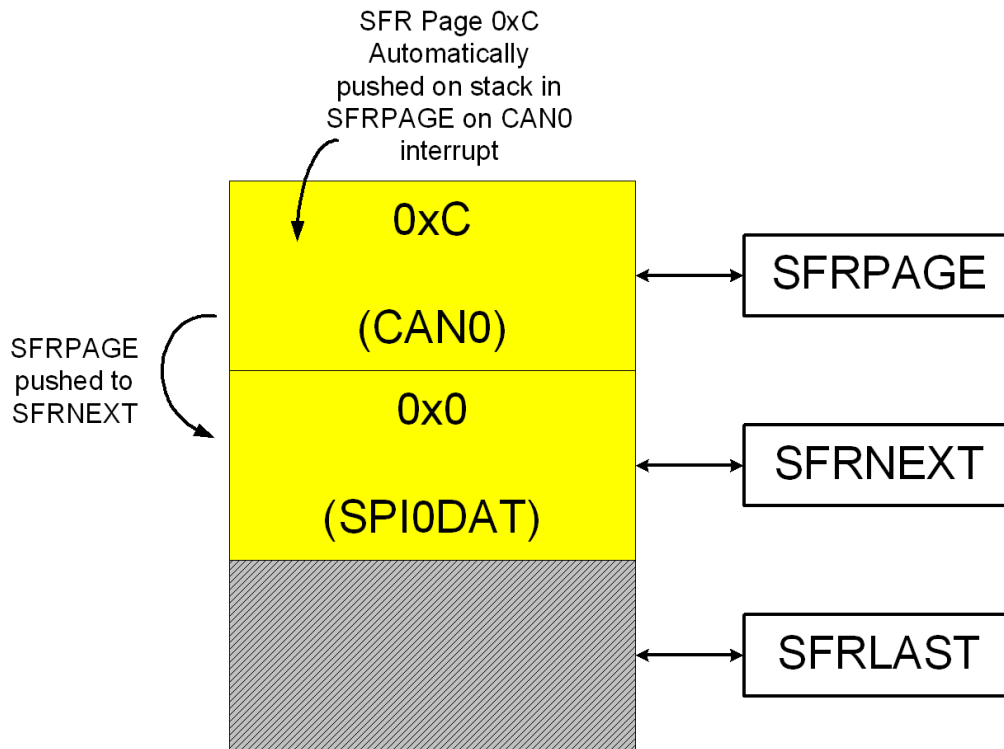 SFR Page 0xC
Automatically
pushed on stack in
SFRPAGE on CAN0
interrupt
0xC
(CAN0)
SFRPAGE
SFRPAGE
pushed to
SFRNEXT
0x0
(SPI0DAT)
SFRNEXT
SFRLAST